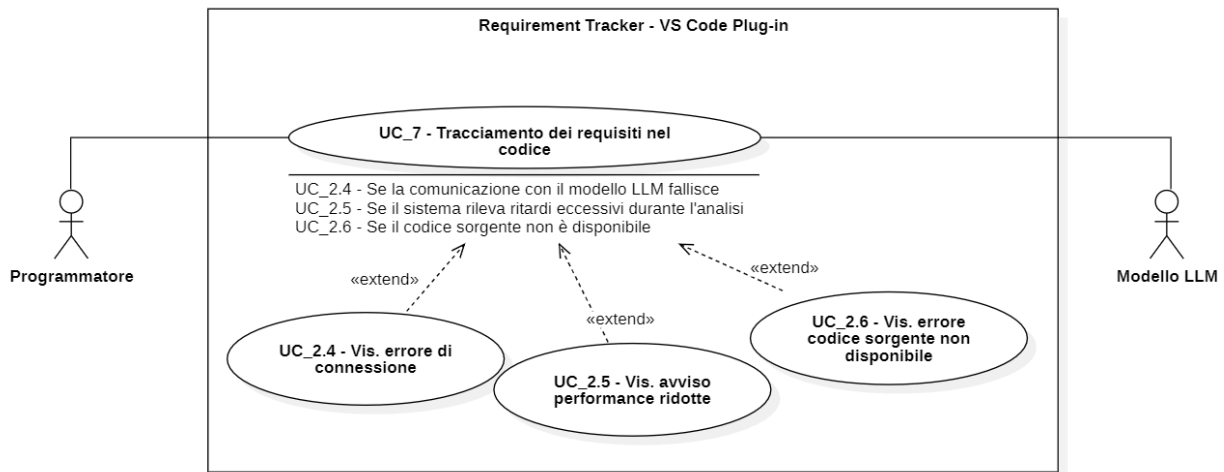 Requirement Tracker - VS Code Plug-in
UC_7 - Tracciamento dei requisiti nel
codice
UC_2.4 - Se la comunicazione con il modello LLM fallisce
UC_2.5 - Se il sistema rileva ritardi eccessivi durante l'analisi
UC_2.6 - Se il codice sorgente non è disponibile
Programmatore
Modello LLM
«extend»
«extend»
«extend»
UC_2.4 - Vis. errore di
connessione
UC_2.5 - Vis. avviso
performance ridotte
UC_2.6 - Vis. errore
codice sorgente non
disponibile